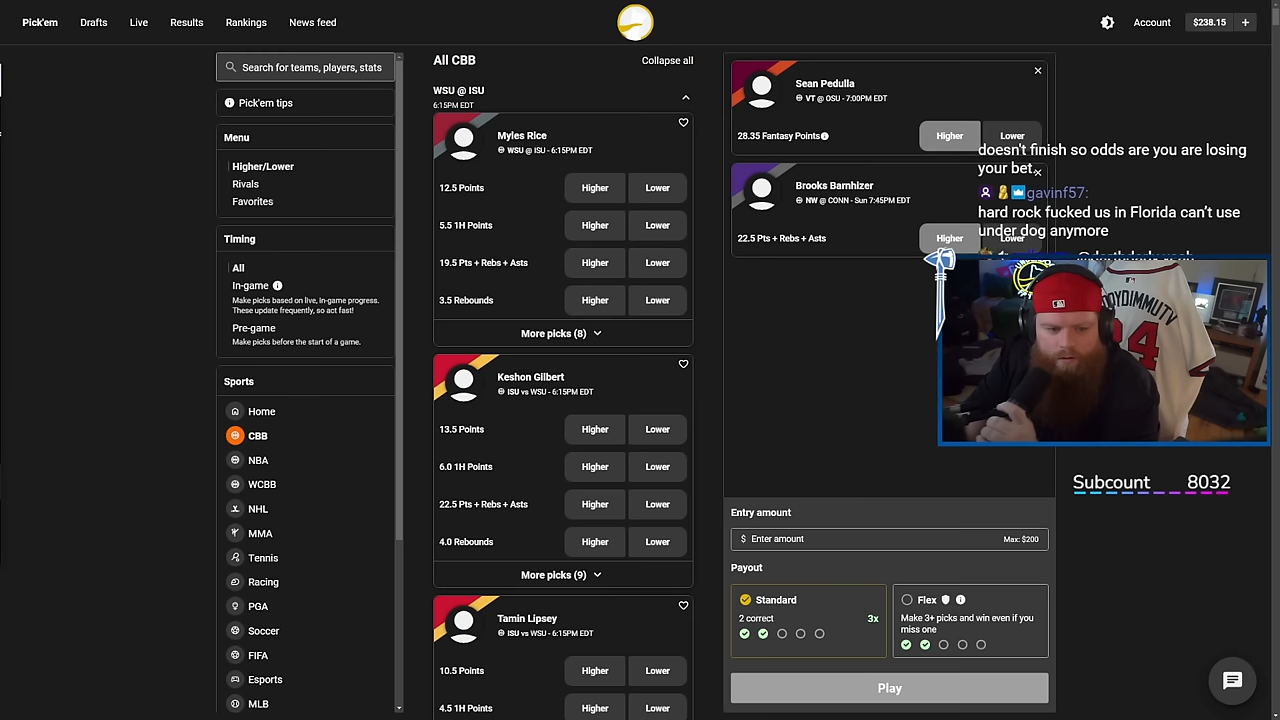 Pick'em
Drafts
Live
Results
Rankings
News feed
Account
$238.15
+
Search for teams, players, stats
Pick'em tips
Menu
Higher/Lower
Rivals
Favorites
Timing
All
In-game
Make picks based on live, in-game progress.
These update frequently, so act fast!
Pre-game
Make picks before the start of a game.
Sports
Home
CBB
NBA
WCBB
NHL
MMA
Tennis
Racing
PGA
Soccer
FIFA
Esports
MLB
All CBB
Collapse all
WSU @ ISU
6:15PM EDT
Myles Rice
WSU @ ISU - 6:15PM EDT
12.5 Points
Higher
Lower
5.5 1H Points
Higher
Lower
19.5 Pts + Rebs + Asts
Higher
Lower
3.5 Rebounds
Higher
Lower
More picks (8)
Keshon Gilbert
ISU vs WSU - 6:15PM EDT
13.5 Points
Higher
Lower
6.0 1H Points
Higher
Lower
22.5 Pts + Rebs + Asts
Higher
Lower
4.0 Rebounds
Higher
Lower
More picks (9)
Tamin Lipsey
ISU vs WSU - 6:15PM EDT
10.5 Points
Higher
Lower
4.5 1H Points
Higher
Lower
Sean Pedulla
VT @ OSU - 7:00PM EDT
28.35 Fantasy Points
Higher
Lower
Brooks Barnhizer
NW @ CONN - Sun 7:45PM EDT
22.5 Pts + Rebs + Asts
Higher
Lower
doesn't finish so odds are you are losing
your bet.
gavinf57:
hard rock fucked us in Florida can't use
under dog anymore
Subcount 8032
Entry amount
$ Enter amount
Max: $200
Payout
Standard
2 correct
3x
Flex
Make 3+ picks and win even if you
miss one
Play